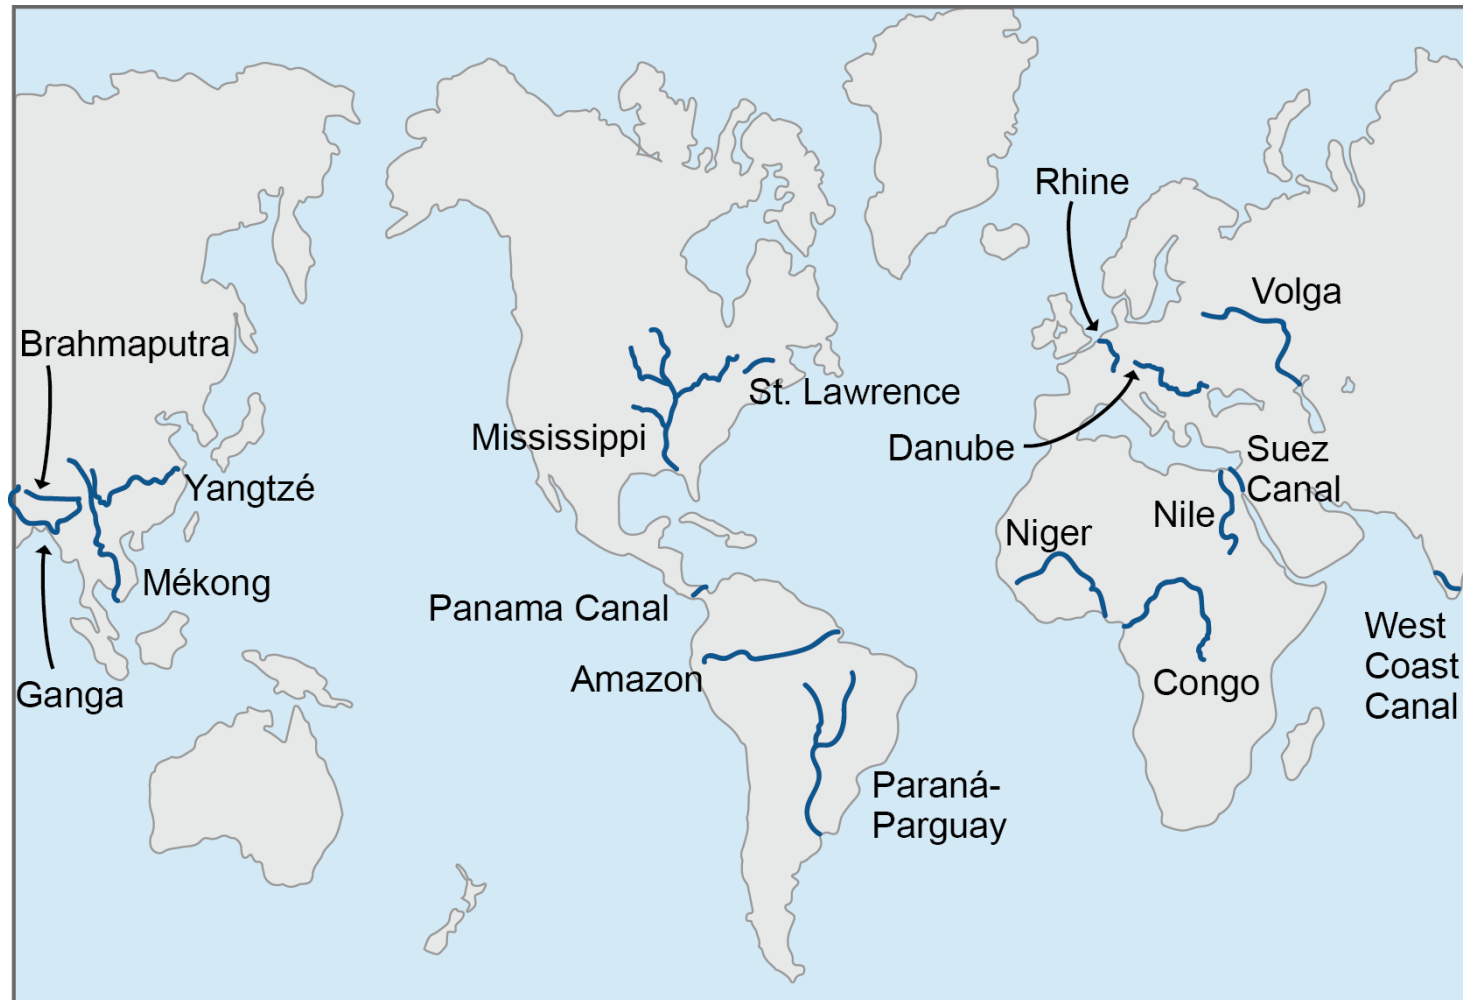 Rhine
Volga
Brahmaputra
St. Lawrence
Mississippi
Danube
Suez
Canal
Yangtzé
Nile
Niger
Mékong
Panama Canal
West
Coast
Canal
Amazon
Congo
Ganga
Paraná-
Parguay